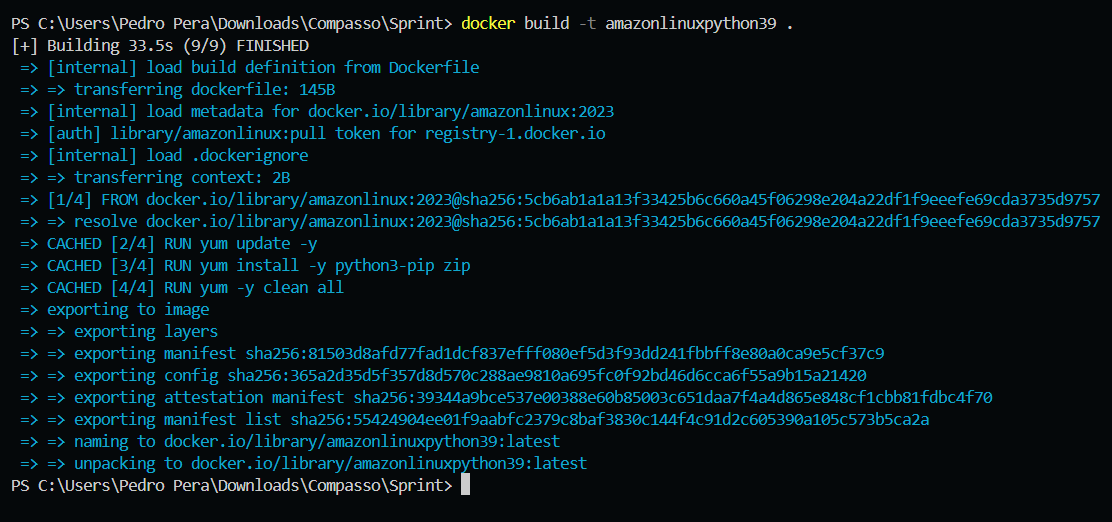 PS C:\Users\Pedro Pera\Downloads\Compasso\Sprint> docker build -t amazonlinuxpython39 .
[+] Building 33.5s (9/9) FINISHED
=> [internal] load build definition from Dockerfile
=> => transferring dockerfile: 145B
=> [internal] load metadata for docker.io/library/amazonlinux:2023
=> [auth] library/amazonlinux:pull token for registry-1.docker.io
=> [internal] load .dockerignore
=> => transferring context: 2B
=> [1/4] FROM docker.io/library/amazonlinux:2023@sha256:5cb6ab1a1a13f33425b6c660a45f06298e204a22df1f9eeefe69cda3735d9757
=> => resolve docker.io/library/amazonlinux:2023@sha256:5cb6ab1a1a13f33425b6c660a45f06298e204a22df1f9eeefe69cda3735d9757
=> CACHED [2/4] RUN yum update -y
=> CACHED [3/4] RUN yum install -y python3-pip zip
=> CACHED [4/4] RUN yum -y clean all
=> exporting to image
=> => exporting layers
=> => exporting manifest sha256:81503d8afd77fad1dcf837efff080ef5d3f93dd241fbbff8e80a0ca9e5cf37c9
=> => exporting config sha256:365a2d35d5f357d8d570c288ae9810a695fc0f92bd46d6cca6f55a9b15a21420
=> => exporting attestation manifest sha256:39344a9bce537e00388e60b85003c651daa7f4a4d865e848cf1cbb81fdbc4f70
=> => exporting manifest list sha256:55424904ee01f9aabfc2379c8baf3830c144f4c91d2c605390a105c573b5ca2a
=> => naming to docker.io/library/amazonlinuxpython39:latest
=> => unpacking to docker.io/library/amazonlinuxpython39:latest
PS C:\Users\Pedro Pera\Downloads\Compasso\Sprint>